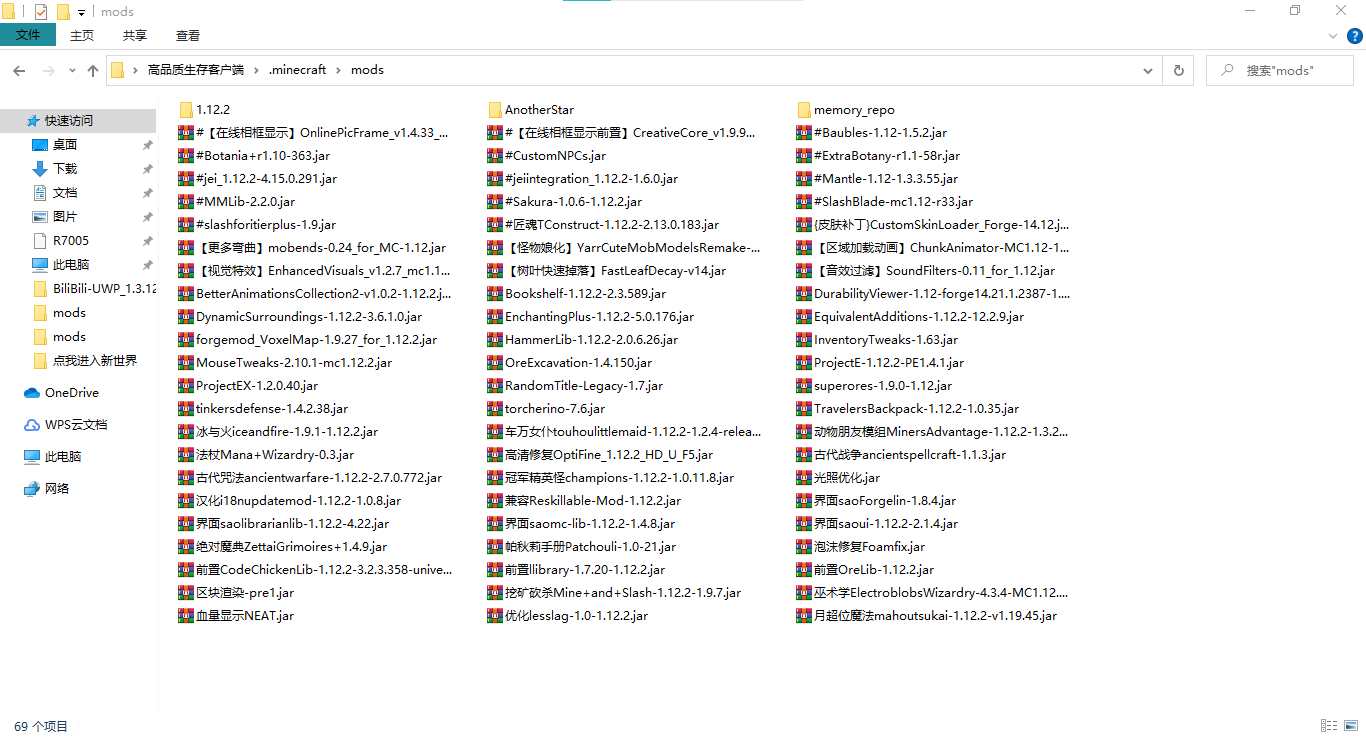 mods
文件 主页 共享 查看
高品质生存客户端 › .minecraft › mods
搜索"mods"
快速访问
桌面
下载
文档
图片
R7005
此电脑
BiliBili-UWP_1.3.12
mods
mods
点我进入新世界
OneDrive
WPS云文档
此电脑
网络
1.12.2 AnotherStar memory_repo
#【在线相框显示】OnlinePicFrame_v1.4.33_... #【在线相框显示前置】CreativeCore_v1.9.9... #Baubles-1.12-1.5.2.jar
#Botania+r1.10-363.jar #CustomNPCs.jar #ExtraBotany-r1.1-58r.jar
#jei_1.12.2-4.15.0.291.jar #jeiintegration_1.12.2-1.6.0.jar #Mantle-1.12-1.3.3.55.jar
#MMLib-2.2.0.jar #Sakura-1.0.6-1.12.2.jar #SlashBlade-mc1.12-r33.jar
#slashforitierplus-1.9.jar #匠魂TConstruct-1.12.2-2.13.0.183.jar {皮肤补丁}CustomSkinLoader_Forge-14.12.j...
【更多弯曲】mobends-0.24_for_MC-1.12.jar 【怪物娘化】YarrCuteMobModelsRemake-... 【区域加载动画】ChunkAnimator-MC1.12-1...
【视觉特效】EnhancedVisuals_v1.2.7_mc1.1... 【树叶快速掉落】FastLeafDecay-v14.jar 【音效过滤】SoundFilters-0.11_for_1.12.jar
BetterAnimationsCollection2-v1.0.2-1.12.2.j... Bookshelf-1.12.2-2.3.589.jar DurabilityViewer-1.12-forge14.21.1.2387-1....
DynamicSurroundings-1.12.2-3.6.1.0.jar EnchantingPlus-1.12.2-5.0.176.jar EquivalentAdditions-1.12.2-12.2.9.jar
forgemod_VoxelMap-1.9.27_for_1.12.2.jar HammerLib-1.12.2-2.0.6.26.jar InventoryTweaks-1.63.jar
MouseTweaks-2.10.1-mc1.12.2.jar OreExcavation-1.4.150.jar ProjectE-1.12.2-PE1.4.1.jar
ProjectEX-1.2.0.40.jar RandomTitle-Legacy-1.7.jar superores-1.9.0-1.12.jar
tinkersdefense-1.4.2.38.jar torcherino-7.6.jar TravelersBackpack-1.12.2-1.0.35.jar
冰与火iceandfire-1.9.1-1.12.2.jar 车万女仆touhoulittlemaid-1.12.2-1.2.4-relea... 动物朋友模组MinersAdvantage-1.12.2-1.3.2...
法杖Mana+Wizardry-0.3.jar 高清修复OptiFine_1.12.2_HD_U_F5.jar 古代战争ancientspellcraft-1.1.3.jar
古代咒法ancientwarfare-1.12.2-2.7.0.772.jar 冠军精英怪champions-1.12.2-1.0.11.8.jar 光照优化.jar
汉化i18nupdatemod-1.12.2-1.0.8.jar 兼容Reskillable-Mod-1.12.2.jar 界面saoForgelin-1.8.4.jar
界面saolibrarianlib-1.12.2-4.22.jar 界面saomc-lib-1.12.2-1.4.8.jar 界面saoui-1.12.2-2.1.4.jar
绝对魔典ZettaiGrimoires+1.4.9.jar 帕秋莉手册Patchouli-1.0-21.jar 泡沫修复Foamfix.jar
前置CodeChickenLib-1.12.2-3.2.3.358-unive... 前置llibrary-1.7.20-1.12.2.jar 前置OreLib-1.12.2.jar
区块渲染-pre1.jar 挖矿砍杀Mine+and+Slash-1.12.2-1.9.7.jar 巫术学ElectroblobsWizardry-4.3.4-MC1.12....
血量显示NEAT.jar 优化lesslag-1.0-1.12.2.jar 月超位魔法mahoutsukai-1.12.2-v1.19.45.jar
69 个项目